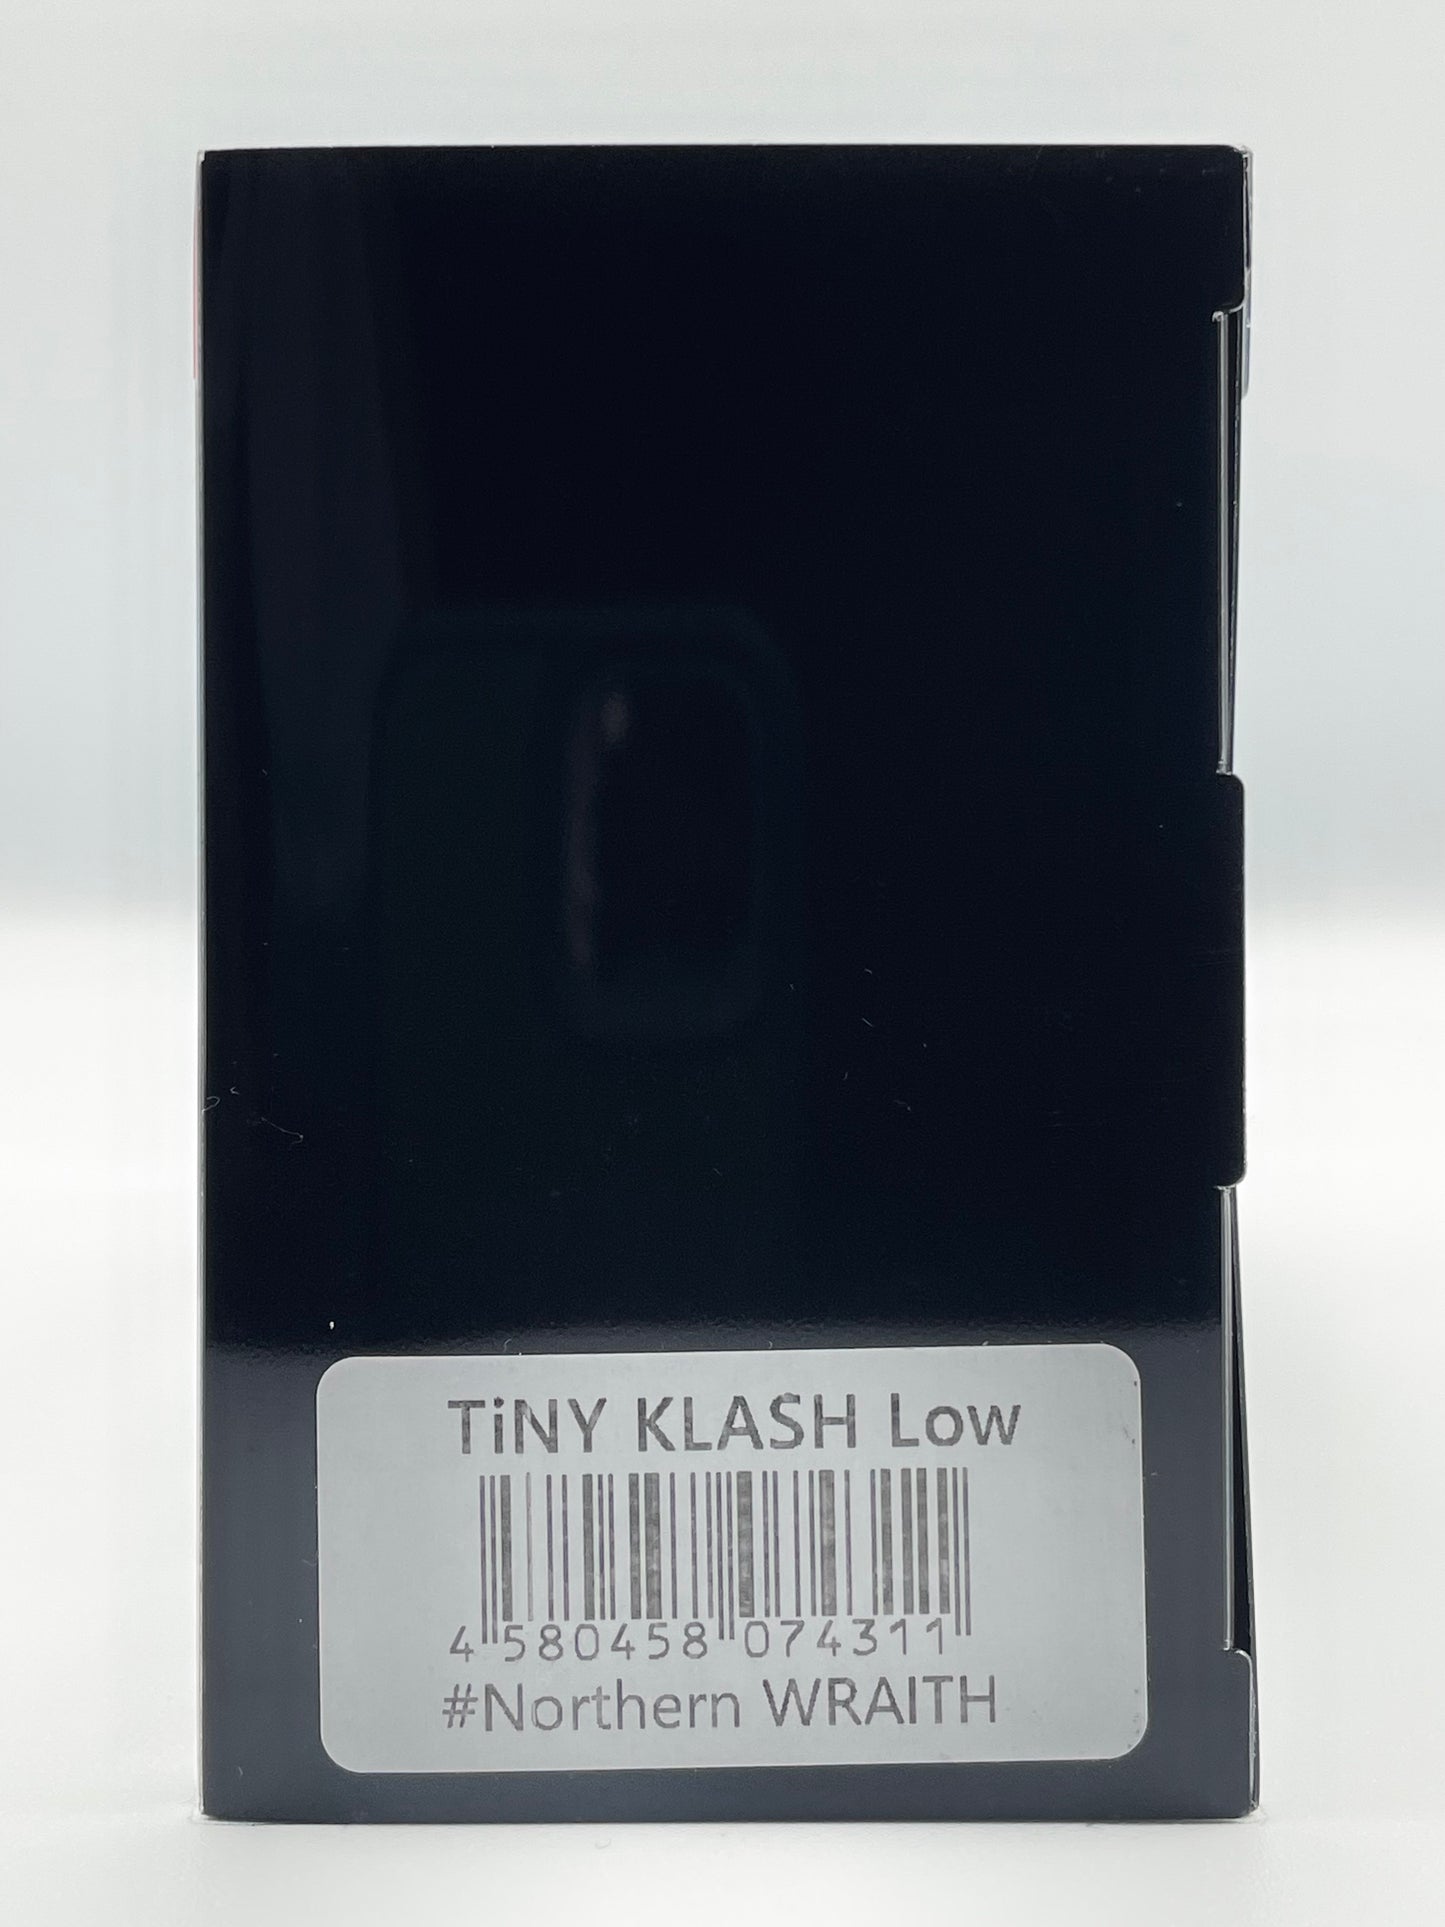 TiNY KLASH Low
4 580458 074311
#Northern WRAITH